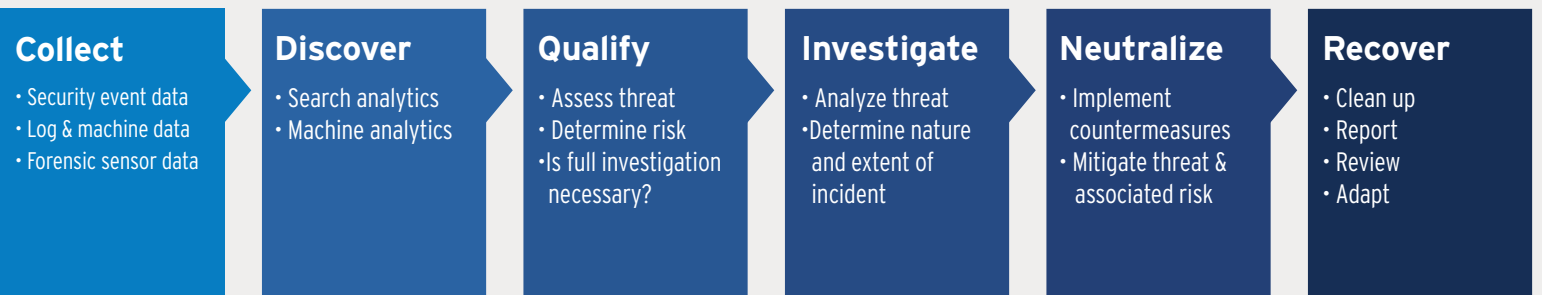 Collect
• Security event data
• Log & machine data
• Forensic sensor data
Discover
• Search analytics
• Machine analytics
Qualify
• Assess threat
• Determine risk
•Is full investigation
necessary?
Investigate
• Analyze threat
•Determine nature
and extent of
incident
Neutralize
• Implement
countermeasures
• Mitigate threat &
associated risk
Recover
• Clean up
• Report
• Review
• Adapt